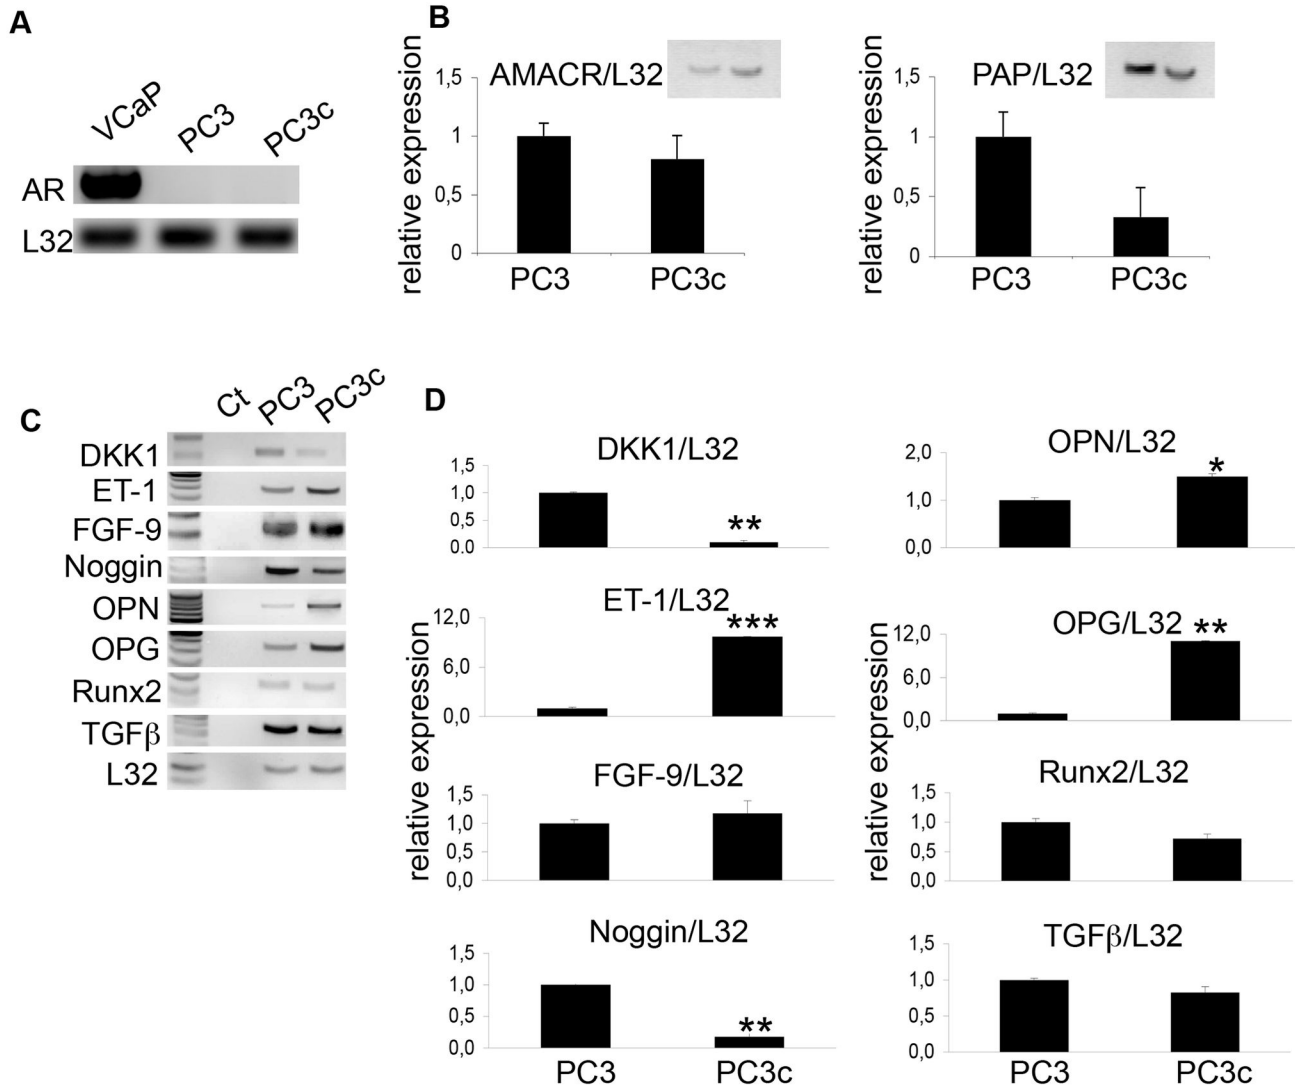 A
VCaP PC3 PC3c
AR
L32
B
relative expression
AMACR/L32
1,5
1
0,5
0
PC3 PC3c
relative expression
PAP/L32
1,5
1
0,5
0
PC3 PC3c
C
Ct PC3 PC3c
DKK1
ET-1
FGF-9
Noggin
OPN
OPG
Runx2
TGFβ
L32
D
relative expression
DKK1/L32
1,5
1,0
0,5
0.0
**
ET-1/L32
12,0
6,0
0,0
***
FGF-9/L32
1,5
1,0
0,5
0,0
Noggin/L32
1,5
1,0
0,5
0,0
**
PC3 PC3c
relative expression
OPN/L32
2,0
1,0
0,0
*
OPG/L32
12,0
6,0
0,0
**
Runx2/L32
1,5
1,0
0,5
0,0
TGFβ/L32
1,5
1,0
0,5
0,0
PC3 PC3c